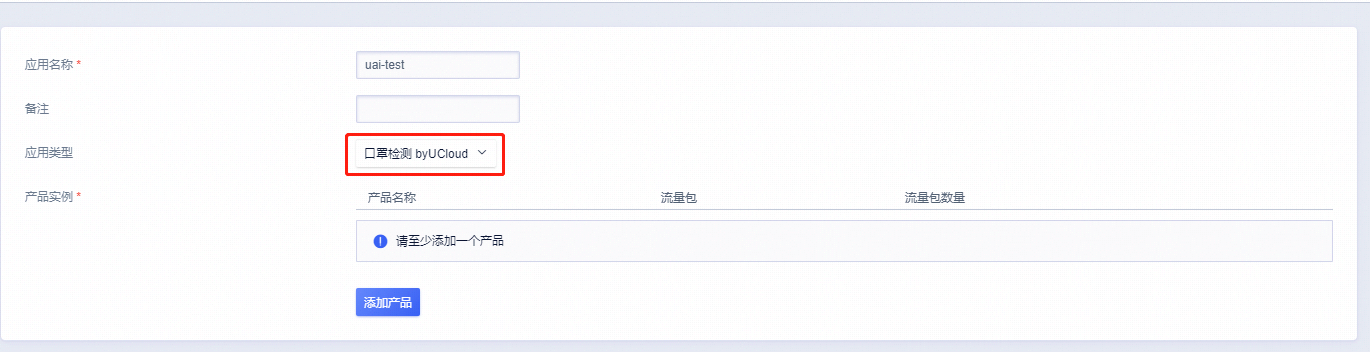 应用名称 *
uai-test
备注
应用类型
口罩检测 byUCloud
产品实例 *
产品名称 流量包 流量包数量
请至少添加一个产品
添加产品